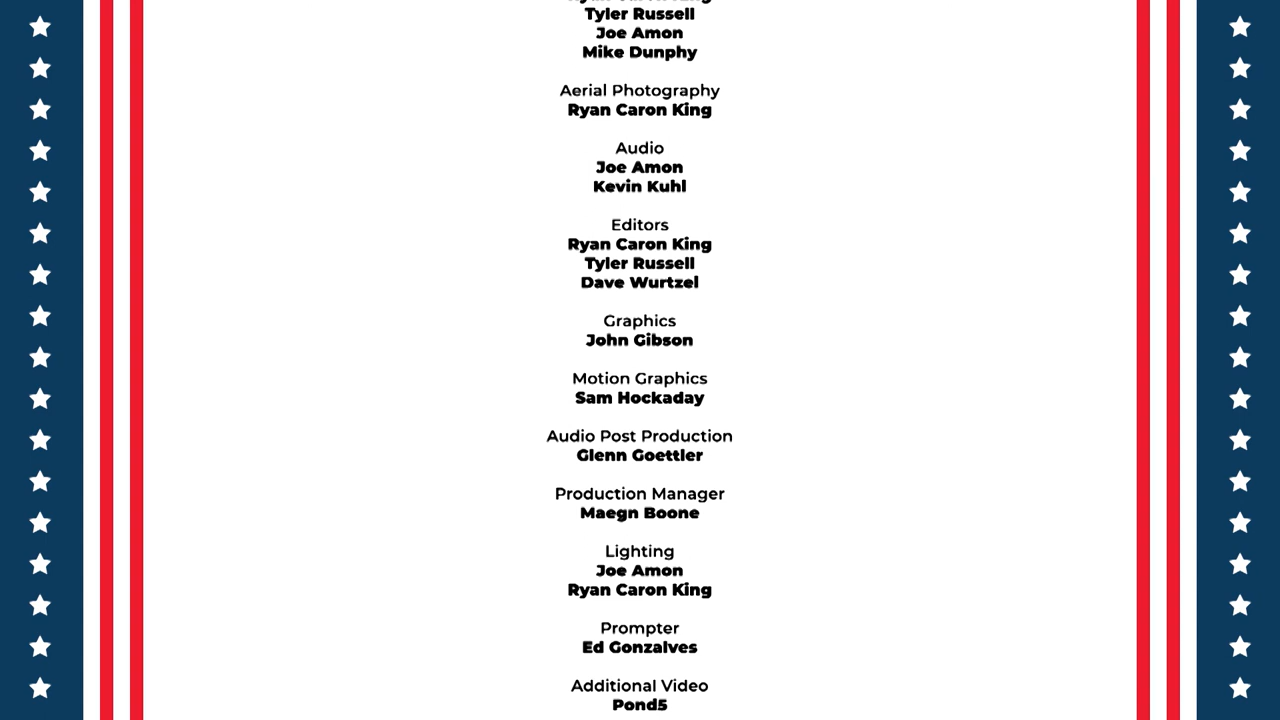 Tyler Russell
Joe Amon
Mike Dunphy
Aerial Photography
Ryan Caron King
Audio
Joe Amon
Kevin Kuhl
Editors
Ryan Caron King
Tyler Russell
Dave Wurtzel
Graphics
John Gibson
Motion Graphics
Sam Hockaday
Audio Post Production
Glenn Goettler
Production Manager
Maegn Boone
Lighting
Joe Amon
Ryan Caron King
Prompter
Ed Gonzalves
Additional Video
Pond5